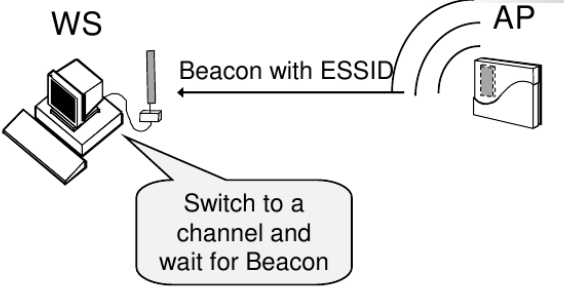 WS
AP
Beacon with ESSID
Switch to a
channel and
wait for Beacon